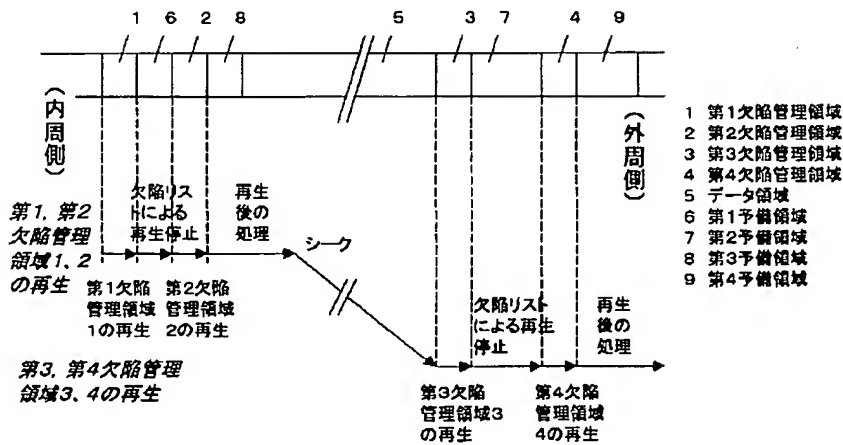 1 6 2 8 5 3 7 4 9
(内周側)
(外周側)
1 第1欠陥管理領域
2 第2欠陥管理領域
3 第3欠陥管理領域
4 第4欠陥管理領域
5 データ領域
6 第1予備領域
7 第2予備領域
8 第3予備領域
9 第4予備領域
第1, 第2
欠陥管理
領域1、2
の再生
欠陥リス
トによる
再生停止
再生
後の
処理
シーク
第1欠陥
管理領域
1の再生
第2欠陥
管理領域
2の再生
欠陥リスト
による再生
停止
再生
後の
処理
第3, 第4欠陥管理
領域3、4の再生
第3欠陥
管理領域3
の再生
第4欠陥
管理領域
4の再生